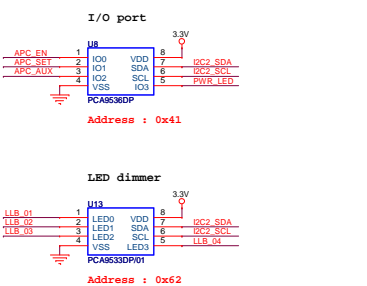 I/O port
3.3V
U8
APC_EN 1 IO0 VDD 8
APC_SET 2 IO1 SDA 7 I2C2_SDA
APC_AUX 3 IO2 SCL 6 I2C2_SCL
4 VSS IO3 5 PWR_LED
PCA9536DP
Address : 0x41
LED dimmer
3.3V
U13
LLB_01 1 LED0 VDD 8
LLB_02 2 LED1 SDA 7 I2C2_SDA
LLB_03 3 LED2 SCL 6 I2C2_SCL
4 VSS LED3 5 LLB_04
PCA9533DP/01
Address : 0x62